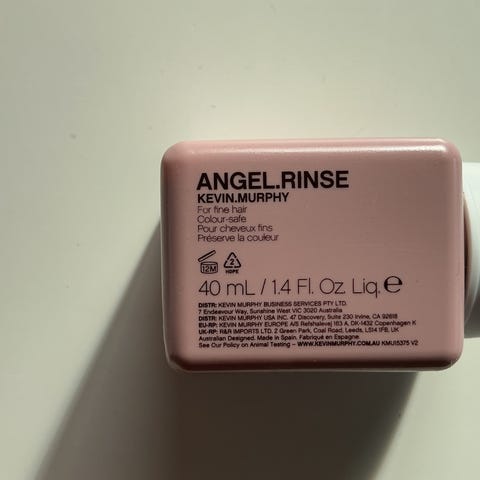 ANGEL.RINSE
KEVIN.MURPHY
For fine hair
Colour-safe
Pour cheveux fins
Préserve la couleur
12M
2
HDPE
40 mL / 1.4 Fl. Oz. Liq. ℮
DISTR: KEVIN MURPHY BUSINESS SERVICES PTY LTD.
7 Endeavour Way, Sunshine West VIC 3020 Australia
DISTR: KEVIN MURPHY USA INC. 47 Discovery, Suite 230 Irvine, CA 92618
EU-RP: KEVIN MURPHY EUROPE A/S Refshalevej 163 A, DK-1432 Copenhagen K
UK-RP: R&R IMPORTS LTD. 2 Green Park, Coal Road, Leeds, LS14 1FB, UK
Australian Designed. Made in Spain. Fabriqué en Espagne.
See Our Policy on Animal Testing – WWW.KEVINMURPHY.COM.AU KMU15375 V2